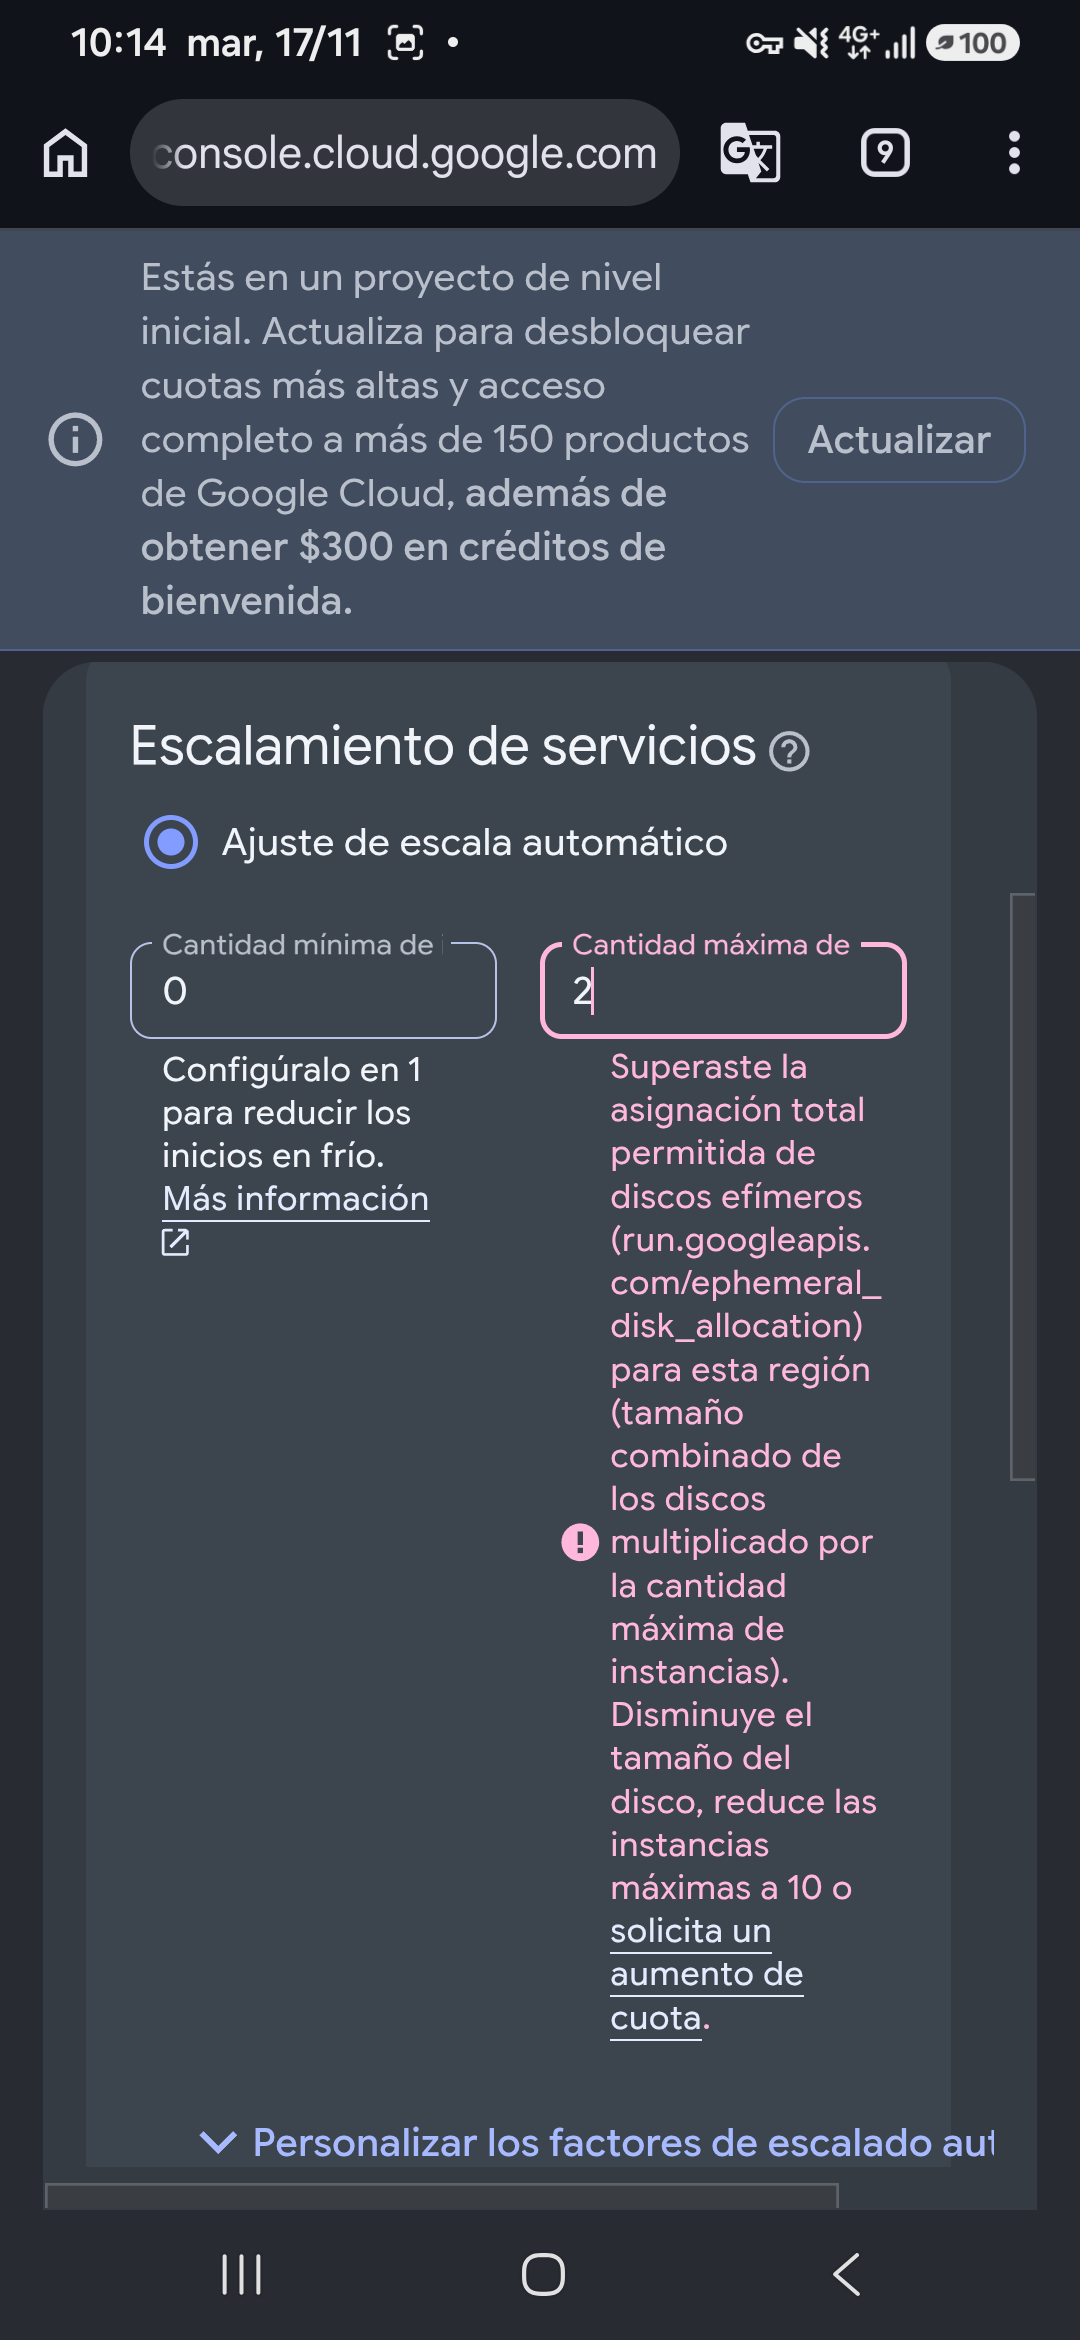 10:14 mar, 17/11
4G+ 100
console.cloud.google.com
9
Estás en un proyecto de nivel
inicial. Actualiza para desbloquear
cuotas más altas y acceso
completo a más de 150 productos
de Google Cloud, además de
obtener $300 en créditos de
bienvenida.
Actualizar
Escalamiento de servicios
Ajuste de escala automático
Cantidad mínima de
0
Configúralo en 1
para reducir los
inicios en frío.
Más información
Cantidad máxima de
2
Superaste la
asignación total
permitida de
discos efímeros
(run.googleapis.
com/ephemeral_
disk_allocation)
para esta región
(tamaño
combinado de
los discos
multiplicado por
la cantidad
máxima de
instancias).
Disminuye el
tamaño del
disco, reduce las
instancias
máximas a 10 o
solicita un
aumento de
cuota.
Personalizar los factores de escalado aut